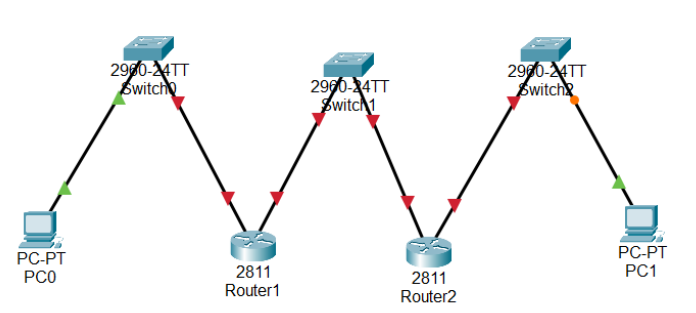 2960-24TT
Switch0
2960-24TT
Switch1
2960-24TT
Switch2
PC-PT
PC0
2811
Router1
2811
Router2
PC-PT
PC1